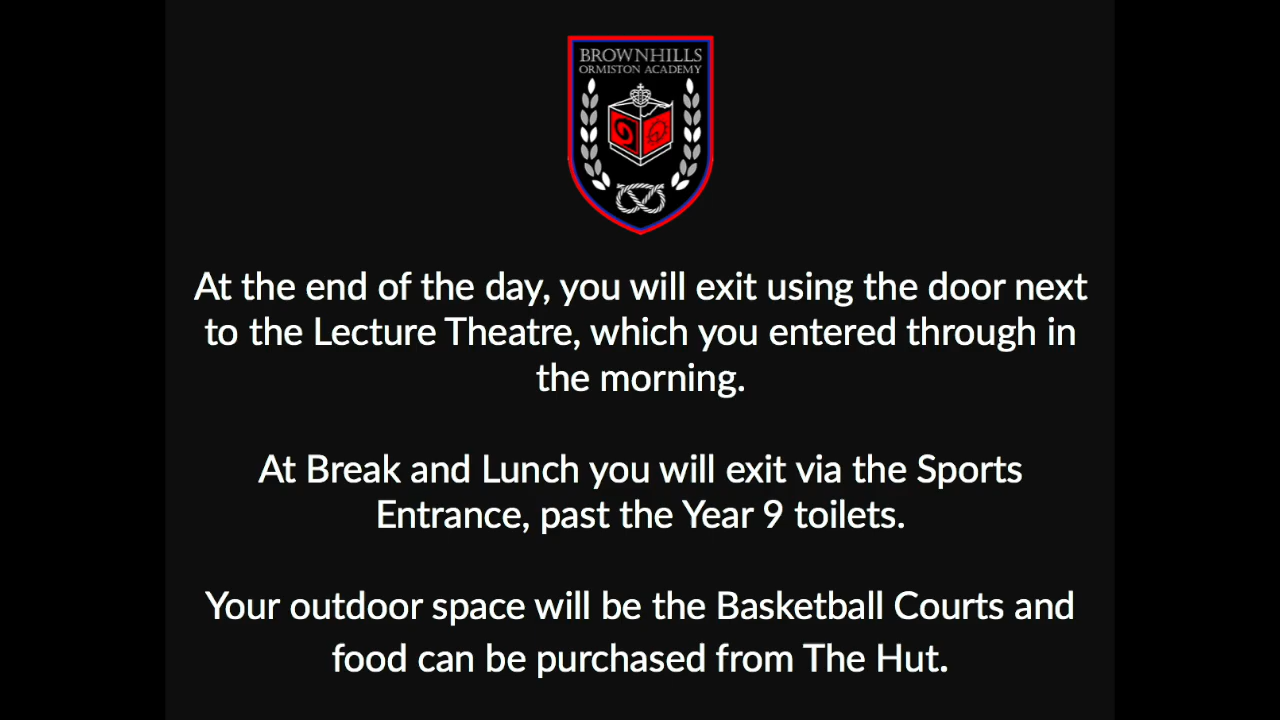 BROWNHILLS
ORMISTON ACADEMY
At the end of the day, you will exit using the door next
to the Lecture Theatre, which you entered through in
the morning.
At Break and Lunch you will exit via the Sports
Entrance, past the Year 9 toilets.
Your outdoor space will be the Basketball Courts and
food can be purchased from The Hut.